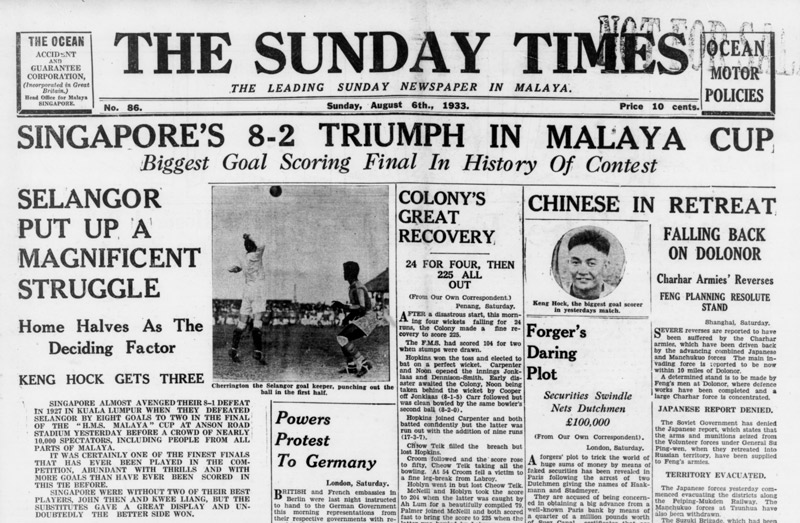 THE OCEAN
ACCIDENT
AND
GUARANTEE
CORPORATION,
(Incorporated in Great
Britain.)
Head Office for Malaya
SINGAPORE.
THE SUNDAY TIMES
NOT FOR SAL
THE LEADING SUNDAY NEWSPAPER IN MALAYA.
OCEAN
MOTOR
POLICIES
No. 86.
Sunday, August 6th., 1933.
Price 10 cents.
SINGAPORE'S 8-2 TRIUMPH IN MALAYA CUP
Biggest Goal Scoring Final In History Of Contest
SELANGOR
PUT UP A
MAGNIFICENT
STRUGGLE
Home Halves As The
Deciding Factor
KENG HOCK GETS THREE
SINGAPORE ALMOST AVENGED THEIR 8—1 DEFEAT
IN 1927 IN KUALA LUMPUR WHEN THEY DEFEATED
SELANGOR BY EIGHT GOALS TO TWO IN THE FINAL
OF THE "H.M.S. MALAYA" CUP AT ANSON ROAD
STADIUM YESTERDAY BEFORE A CROWD OF NEARLY
10,000 SPECTATORS, INCLUDING PEOPLE FROM ALL
PARTS OF MALAYA.
IT WAS CERTAINLY ONE OF THE FINEST FINALS
THAT HAS EVER BEEN PLAYED IN THE COM-
PETITION, ABUNDANT WITH THRILLS AND WITH
MORE GOALS THAN HAVE EVER BEEN SCORED IN
THIS TIE BEFORE.
SINGAPORE WERE WITHOUT TWO OF THEIR BEST
PLAYERS, JOHN THEN AND KWEE LIANG, BUT THE
SUBSTITUTES GAVE A GREAT DISPLAY AND UN-
DOUBTEDLY THE BETTER SIDE WON.
Cherrington the Selangor goal keeper, punching out the
ball in the first half.
Powers
Protest
To Germany
London, Saturday.
BRITISH and French embassies in
Berlin were last night instructed
to hand to the German Government
this morning representations from
their respective governments with re-
COLONY'S
GREAT
RECOVERY
24 FOR FOUR, THEN
225 ALL
OUT
(From Our Own Correspondent.)
Penang, Saturday.
AFTER a disastrous start, this morn-
ing four wickets falling for 24
runs, the Colony made a fine reco-
very to score 225.
The F.M.S. had scored 104 for two
when stumps were drawn.
Hopkins won the toss and elected to
bat on a perfect wicket. Carpenter
and Noon opened the innings Jonk-
laas and Dennison-Smith. Early dis-
aster awaited the Colony, Noon being
taken behind the wicket by Cooper
off Jonklaas (8-1-5) Carr followed but
was clean bowled by the same bowler's
second ball (8-2-0).
Hopkins joined Carpenter and both
batted confidently but the latter was
run out with the addition of nine runs
(17-3-7).
Chow Teik filled the breach but
lost Hopkins.
Croom followed and the score rose
to fifty, Chow Teik taking all the
bowling. At 54 Croom fell a victim to
a fine leg-break from Lalroy.
Hoblyn went in but lost Chow Teik.
McNeill and Hoblyn took the score
to 204 when the latter was caught by
Ah Lum for a beautifully compiled
Palmer joined McNeill and both scored
fast to bring the score to 225 when the
CHINESE IN RETREAT
Keng Hock, the biggest goal scorer
in yesterdays match.
Forger's
Daring
Plot
Securities Swindle
Nets Dutchmen
£100,000
(From Our Own Correspondent.)
London, Saturday.
A forgers' plot to trick the world of
huge sums of money by means of
faked securities has been revealed in
Paris following the arrest of two
Dutchmen giving the names of
and Bladmeyer.
They are accused of being concern-
ed in obtaining a big advance from a
well-known Paris bank by means of a
quarter of a million pounds worth
FALLING BACK
ON DOLONOR
Charhar Armies' Reverses
FENG PLANNING RESOLUTE
STAND
Shanghai, Saturday.
SEVERE reverses are reported to have
been suffered by the Charhar
armies, which have been driven back
by the advancing combined Japanese
and Manchukuo forces. The main in-
vading force is reported to be now
within 10 miles of Dolonor.
A determined stand is to be made by
Feng's men at Dolonor, where defence
works have been completed and a
large Charhar force is concentrated.
JAPANESE REPORT DENIED.
The Soviet Government has denied
the Japanese report, which states that
the arms and munitions seized from
the Volunteer forces under General Su
Ping-wen, when they retreated into
Russian territory, have been supplied
to Feng's armies.
TERRITORY EVACUATED.
The Japanese forces yesterday com-
menced evacuating the districts along
the Peiping-Mukden Railway. The
Manchukuo forces at Tsunhua have
also been withdrawn.
The Suzuki Brigade, which had been